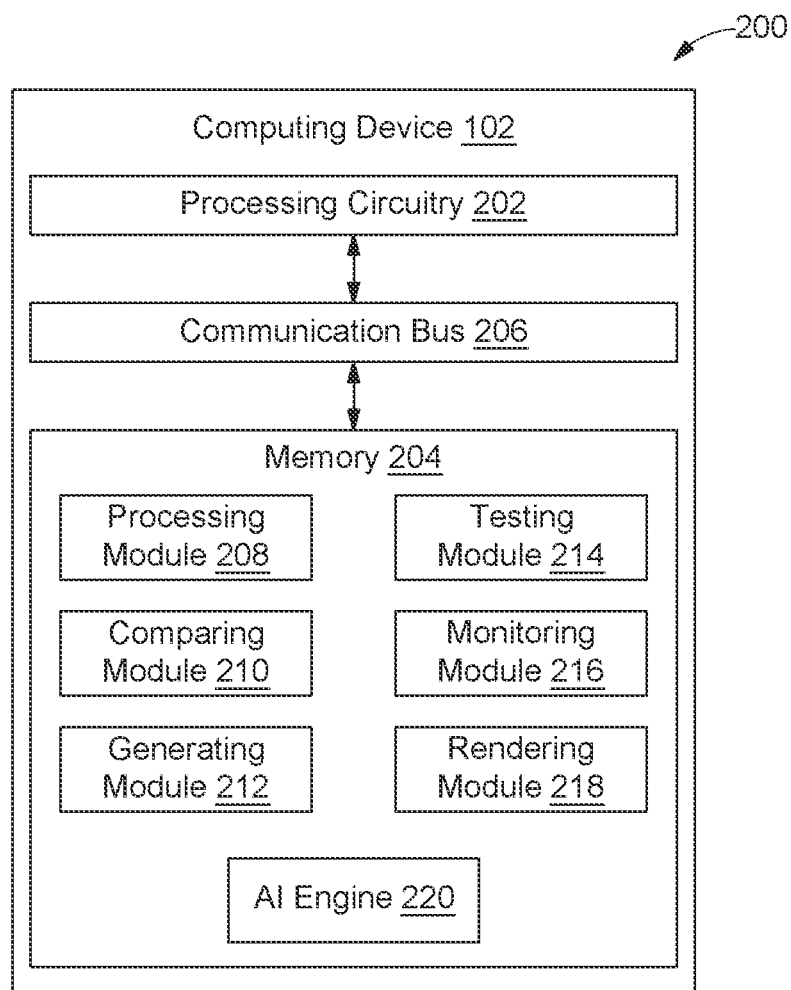 200
Computing Device 102
Processing Circuitry 202
Communication Bus 206
Memory 204
Processing
Module 208
Testing
Module 214
Comparing
Module 210
Monitoring
Module 216
Generating
Module 212
Rendering
Module 218
AI Engine 220